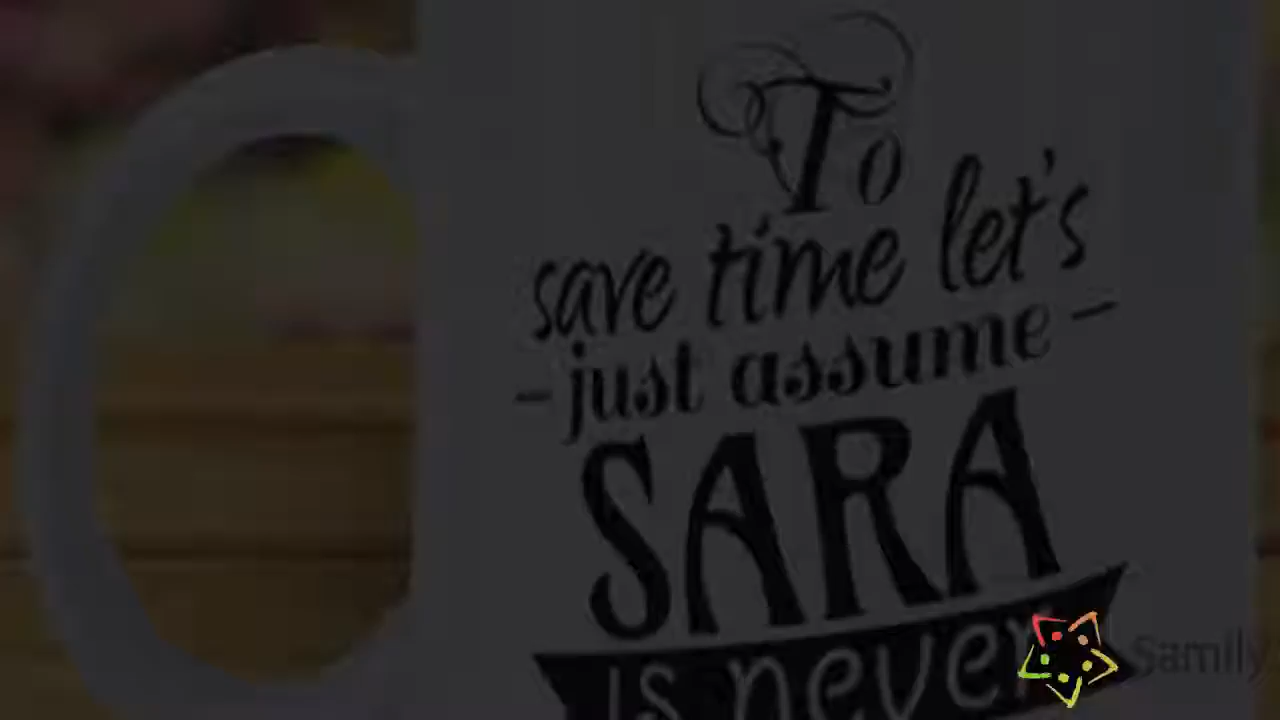 To
save time let's
- just assume -
SARA
is never
Samily